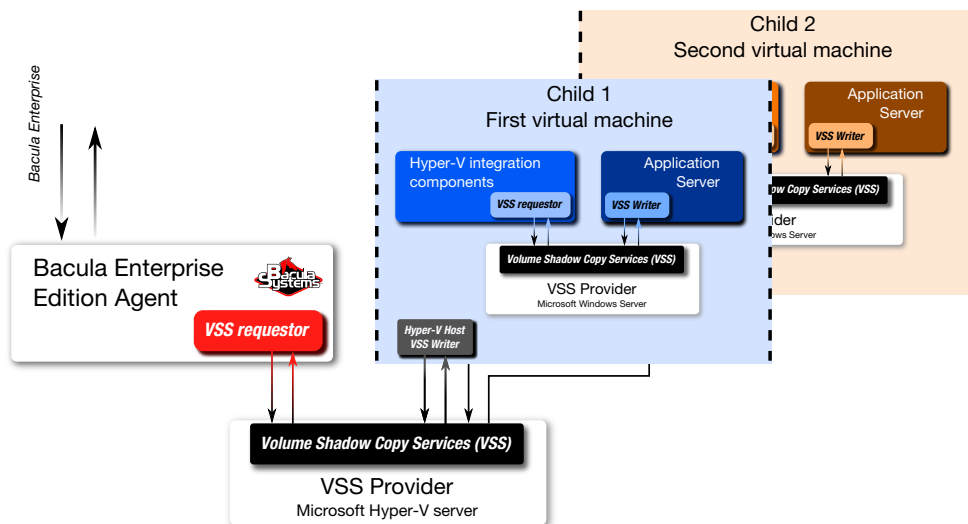 Child 2
Second virtual machine
Application
Server
VSS Writer
Copy Services (VSS)
Child 1
First virtual machine
Hyper-V integration
components
VSS requestor
Application
Server
VSS Writer
Volume Shadow Copy Services (VSS)
VSS Provider
Microsoft Windows Server
Hyper-V Host
VSS Writer
Bacula Enterprise
Bacula Enterprise
Edition Agent
Bacula
Systems
VSS requestor
Volume Shadow Copy Services (VSS)
VSS Provider
Microsoft Hyper-V server